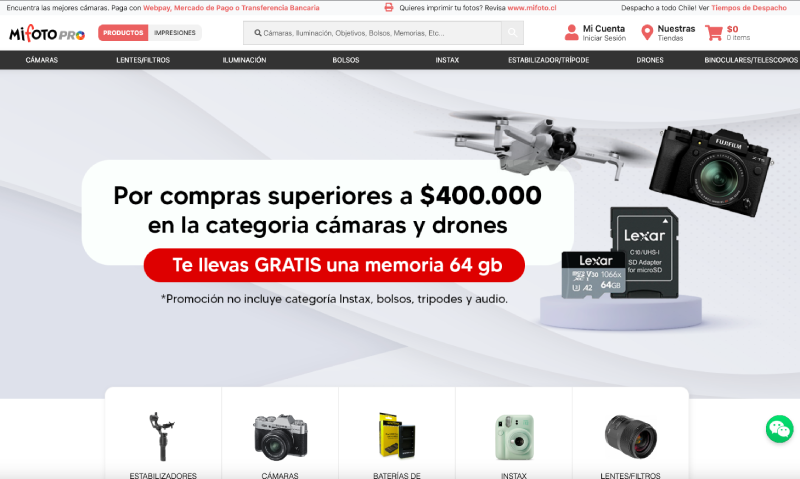 Encuentra las mejores cámaras. Paga con Webpay, Mercado de Pago o Transferencia Bancaria
Quieres imprimir tu fotos? Revisa www.mifoto.cl
Despacho a todo Chile! Ver Tiempos de Despacho
MiFOTO PRO
PRODUCTOS
IMPRESIONES
Cámaras, Iluminación, Objetivos, Bolsos, Memorias, Etc...
Mi Cuenta
Iniciar Sesión
Nuestras
Tiendas
$0
0 items
CÁMARAS
LENTES/FILTROS
ILUMINACIÓN
BOLSOS
INSTAX
ESTABILIZADOR/TRÍPODE
DRONES
BINOCULARES/TELESCOPIOS
Por compras superiores a $400.000
en la categoria cámaras y drones
Te llevas GRATIS una memoria 64 gb
*Promoción no incluye categoría Instax, bolsos, tripodes y audio.
FUJIFILM
X-T5
Lexar
C10/UHS-I
SD Adapter
for microSD
Lexar
microSD XC I V30 1066x
U3 A2 64GB
ESTABILIZADORES
CÁMARAS
BATERÍAS DE
INSTAX
LENTES/FILTROS